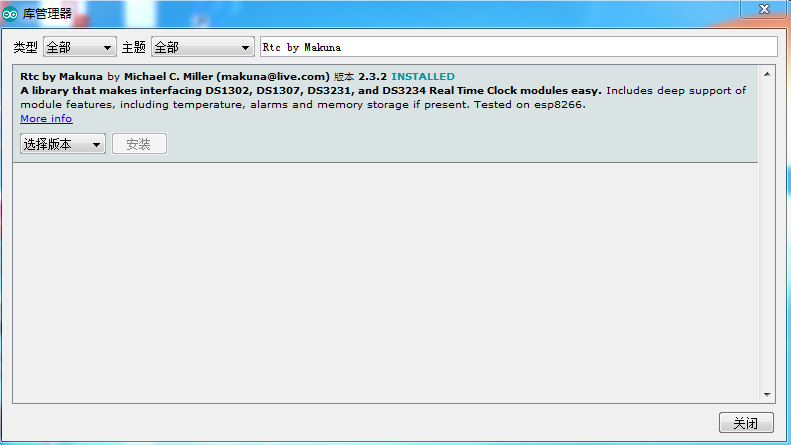 库管理器
类型 全部 主题 全部 Rtc by Makuna
Rtc by Makuna by Michael C. Miller (makuna@live.com) 版本 2.3.2 INSTALLED
A library that makes interfacing DS1302, DS1307, DS3231, and DS3234 Real Time Clock modules easy. Includes deep support of
module features, including temperature, alarms and memory storage if present. Tested on esp8266.
More info
选择版本 安装
关闭